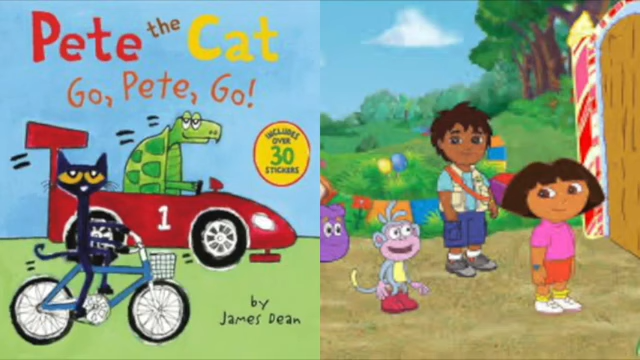 Pete the Cat
Go, Pete, Go!
INCLUDES
OVER
30
STICKERS
1
by
James Dean